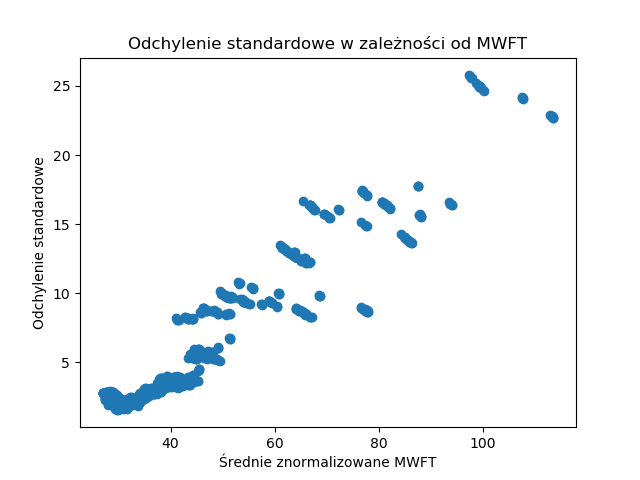 Odchylenie standardowe w zależności od MWFT
25
20
15
10
5
Odchylenie standardowe
40 60 80 100
Średnie znormalizowane MWFT